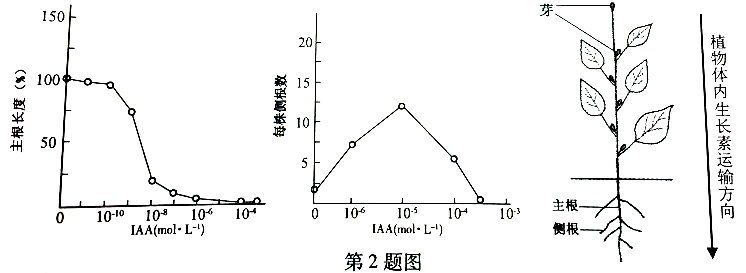 150
100
50
主根长度（%）
0 10⁻¹⁰ 10⁻⁸ 10⁻⁶ 10⁻⁴
IAA(mol·L⁻¹)
20
15
10
5
每株侧根数
0 10⁻⁶ 10⁻⁵ 10⁻⁴ 10⁻³
IAA(mol·L⁻¹)
芽
主根
侧根
植物体内生长素运输方向
第2题图